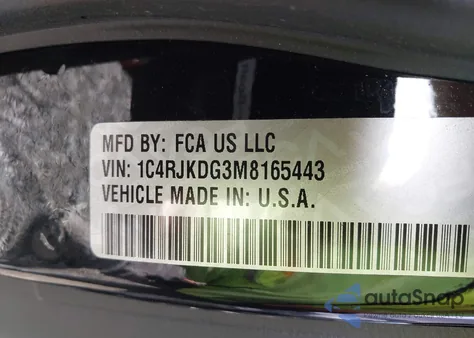 MFD BY: FCA US LLC
VIN: 1C4RJKDG3M8165443
VEHICLE MADE IN: U.S.A.
autoSnap